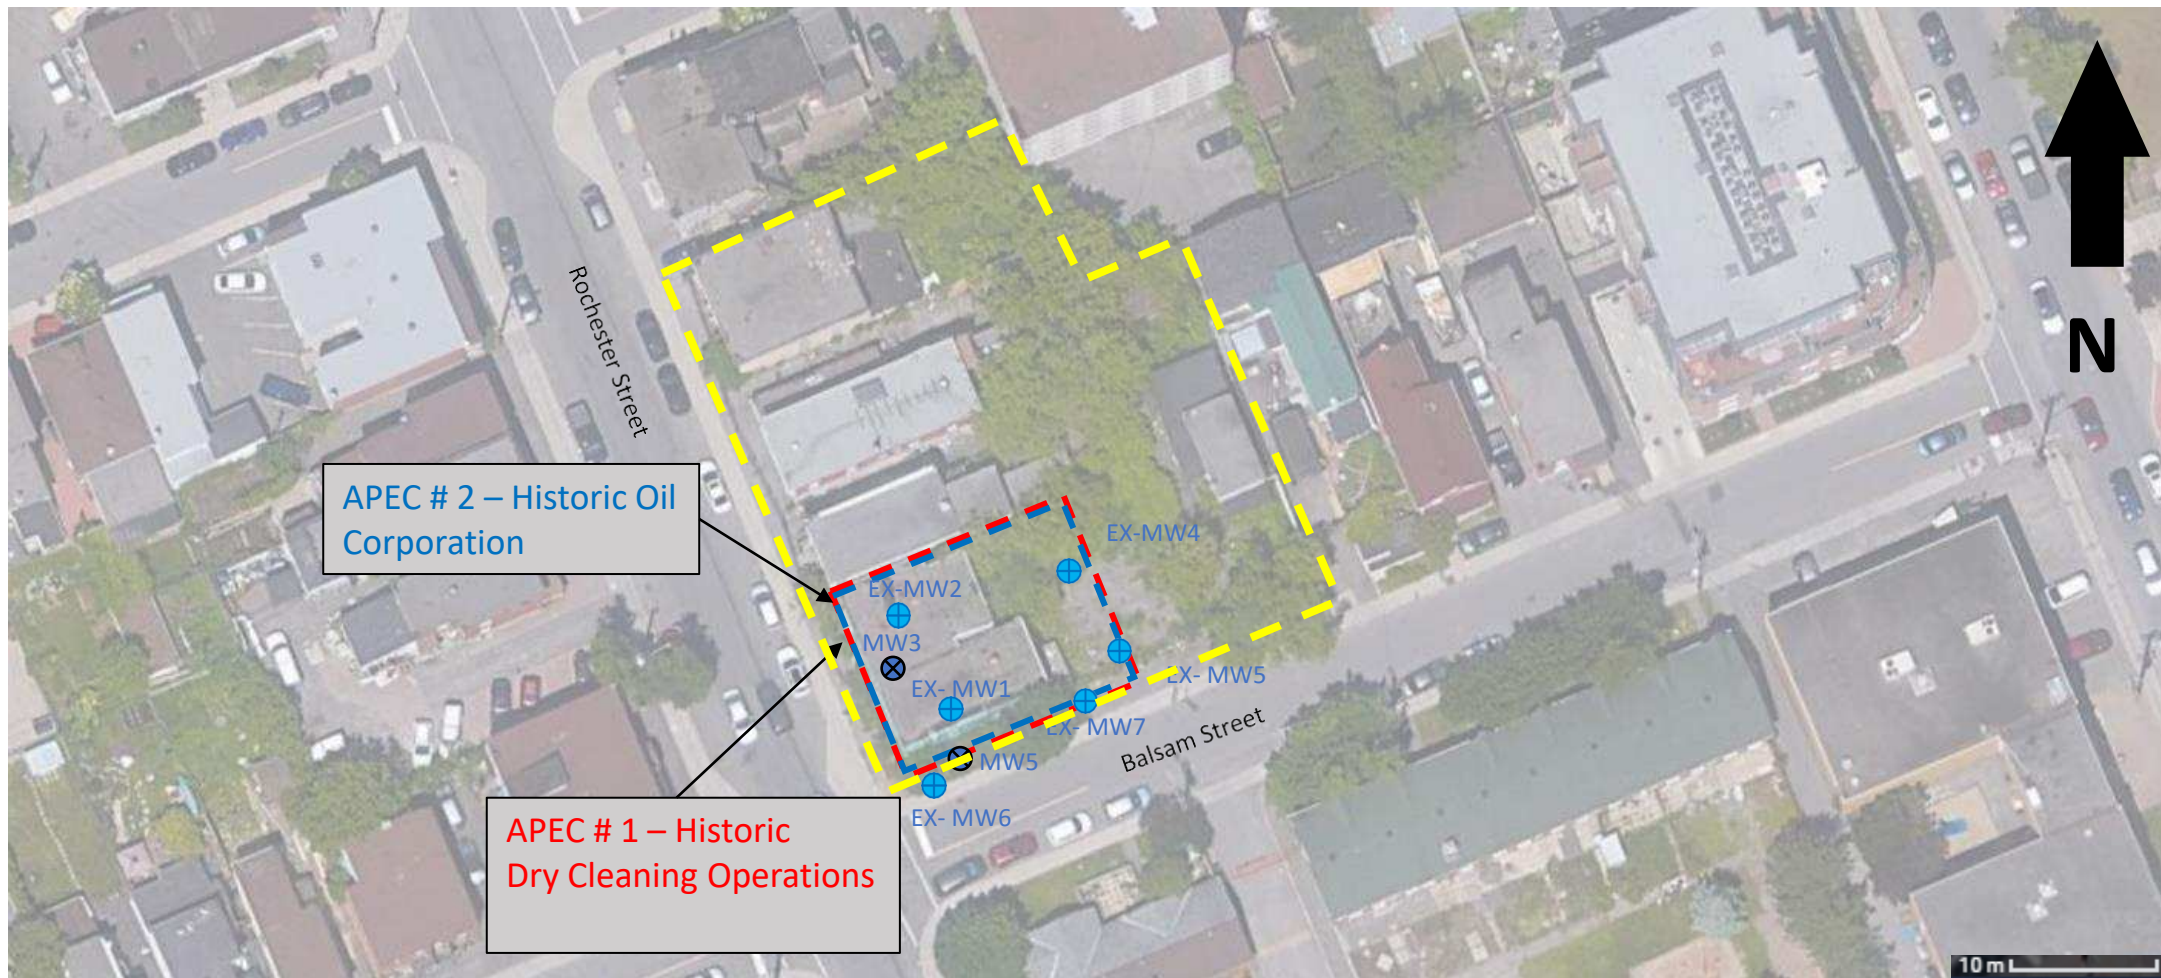 N
Rochester Street
APEC # 2 – Historic Oil
Corporation
EX-MW4
EX-MW2
MW3
EX- MW5
EX- MW1
EX- MW7
Balsam Street
MW5
EX- MW6
APEC # 1 – Historic
Dry Cleaning Operations
10 m